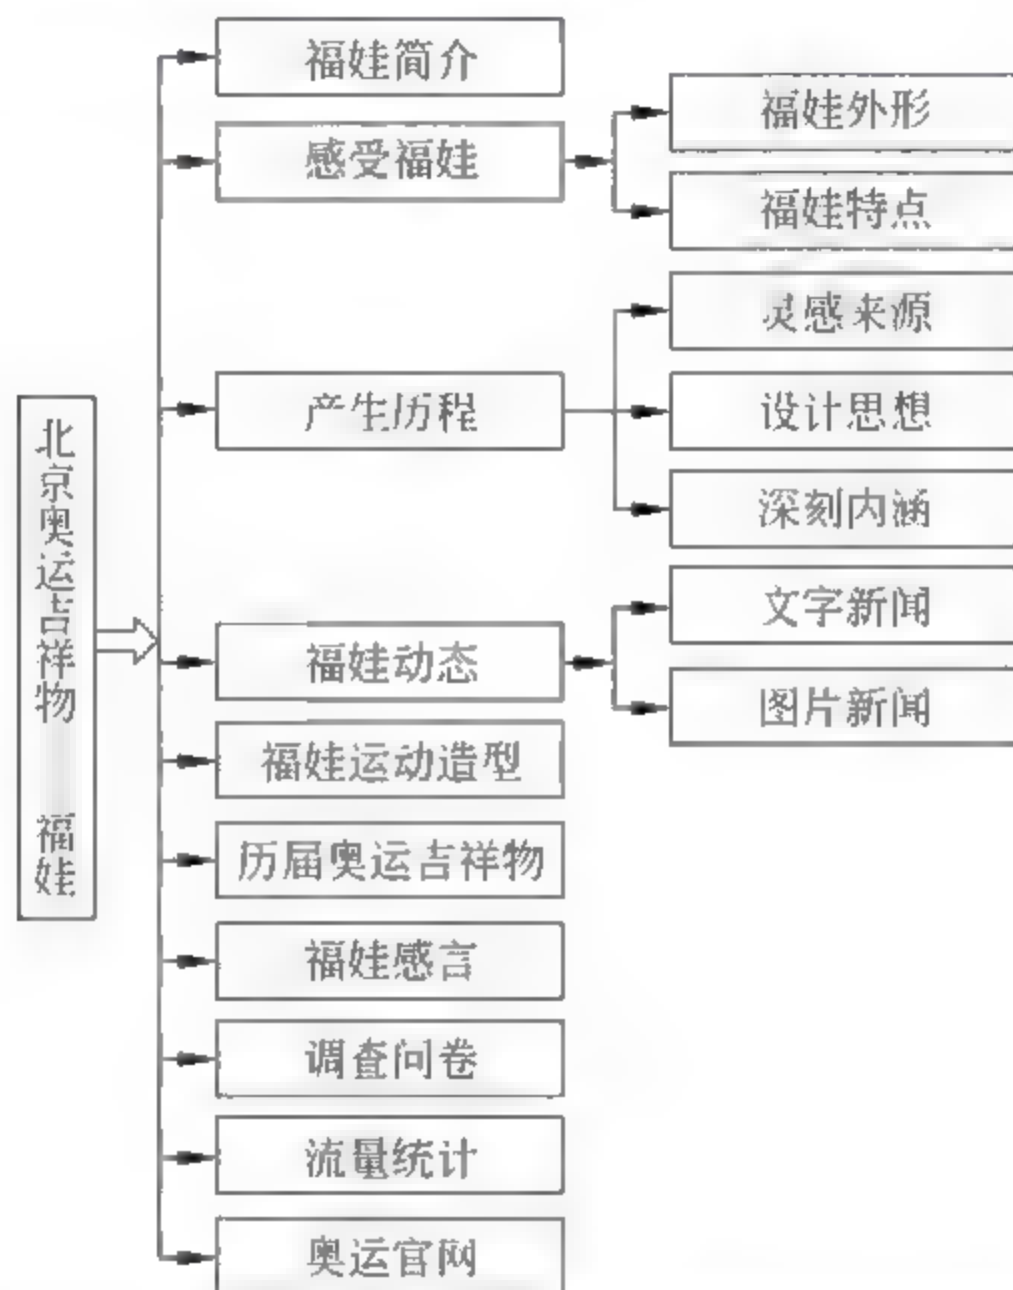 北京奥运吉祥物 福娃
福娃简介
感受福娃
福娃外形
福娃特点
产生历程
灵感来源
设计思想
深刻内涵
福娃动态
文字新闻
图片新闻
福娃运动造型
历届奥运吉祥物
福娃感言
调查问卷
流量统计
奥运官网